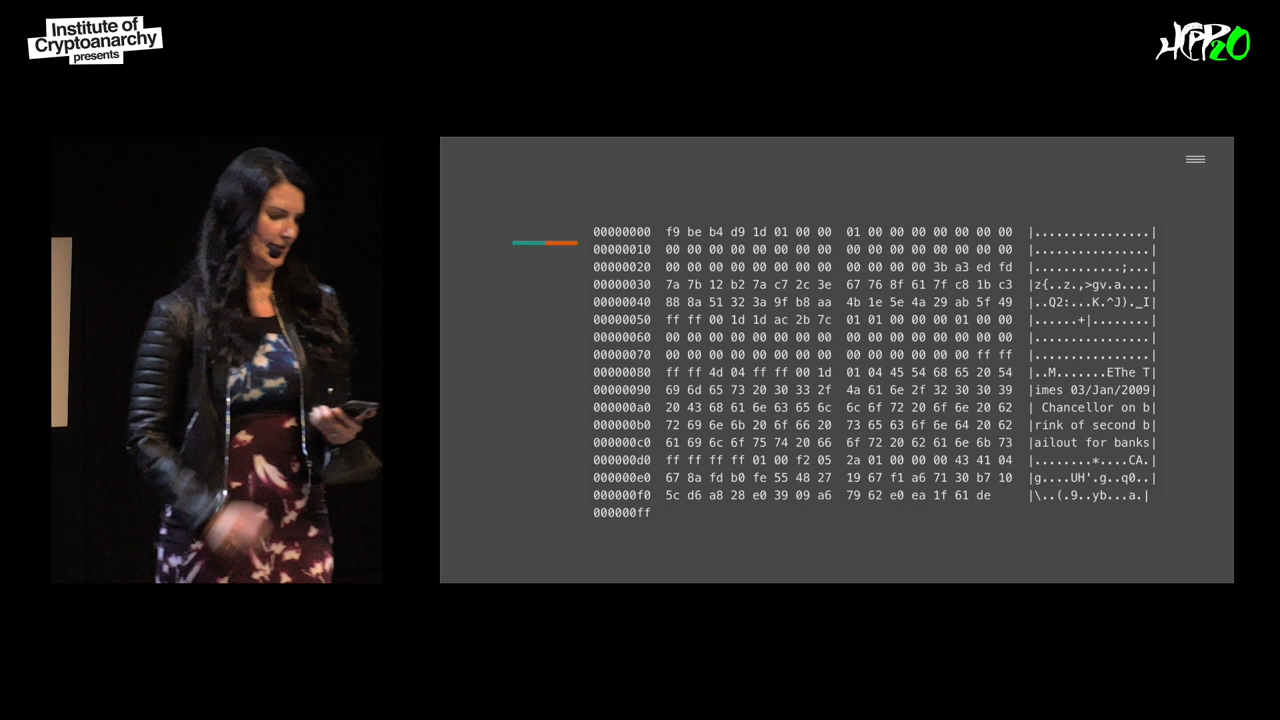 Institute of
Cryptoanarchy
presents
HCPP20
00000000  f9 be b4 d9 1d 01 00 00  01 00 00 00 00 00 00 00  |................|
00000010  00 00 00 00 00 00 00 00  00 00 00 00 00 00 00 00  |................|
00000020  00 00 00 00 00 00 00 00  00 00 00 00 3b a3 ed fd  |............;...|
00000030  7a 7b 12 b2 7a c7 2c 3e  67 76 8f 61 7f c8 1b c3  |z{..z.,>gv.a....|
00000040  88 8a 51 32 3a 9f b8 aa  4b 1e 5e 4a 29 ab 5f 49  |..Q2:...K.^J)._I|
00000050  ff ff 00 1d 1d ac 2b 7c  01 01 00 00 00 01 00 00  |......+|........|
00000060  00 00 00 00 00 00 00 00  00 00 00 00 00 00 00 00  |................|
00000070  00 00 00 00 00 00 00 00  00 00 00 00 00 00 ff ff  |................|
00000080  ff ff 4d 04 ff ff 00 1d  01 04 45 54 68 65 20 54  |..M.......EThe T|
00000090  69 6d 65 73 20 30 33 2f  4a 61 6e 2f 32 30 30 39  |imes 03/Jan/2009|
000000a0  20 43 68 61 6e 63 65 6c  6c 6f 72 20 6f 6e 20 62  | Chancellor on b|
000000b0  72 69 6e 6b 20 6f 66 20  73 65 63 6f 6e 64 20 62  |rink of second b|
000000c0  61 69 6c 6f 75 74 20 66  6f 72 20 62 61 6e 6b 73  |ailout for banks|
000000d0  ff ff ff ff 01 00 f2 05  2a 01 00 00 00 43 41 04  |........*....CA.|
000000e0  67 8a fd b0 fe 55 48 27  19 67 f1 a6 71 30 b7 10  |g....UH'.g..q0..|
000000f0  5c d6 a8 28 e0 39 09 a6  79 62 e0 ea 1f 61 de  |\..(.9..yb...a.|
000000ff